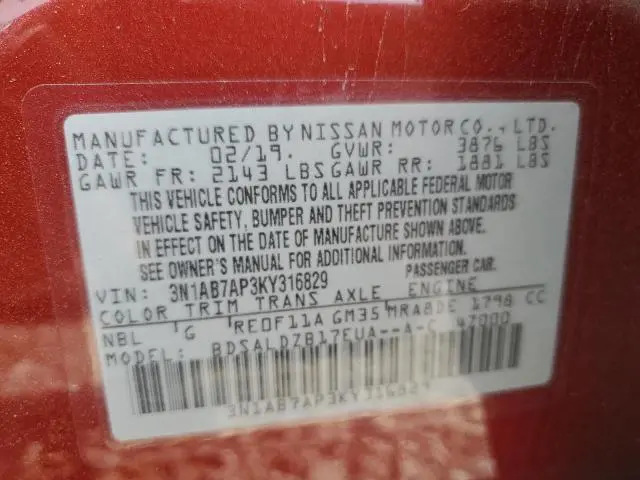 MANUFACTURED BY NISSAN MOTOR CO., LTD.
DATE: 02/19. GVWR: 3876 LBS
GAWR FR: 2143 LBS GAWR RR: 1881 LBS
THIS VEHICLE CONFORMS TO ALL APPLICABLE FEDERAL MOTOR
VEHICLE SAFETY, BUMPER AND THEFT PREVENTION STANDARDS
IN EFFECT ON THE DATE OF MANUFACTURE SHOWN ABOVE.
SEE OWNER'S MANUAL FOR ADDITIONAL INFORMATION.
VIN: 3N1AB7AP3KY316829 PASSENGER CAR.
COLOR TRIM TRANS AXLE ENGINE
NBL G RE0F11A GM35 MRA8DE 1798 CC
MODEL: BDSALDZB17EUA--A-C 47000
3N1AB7AP3KY316829